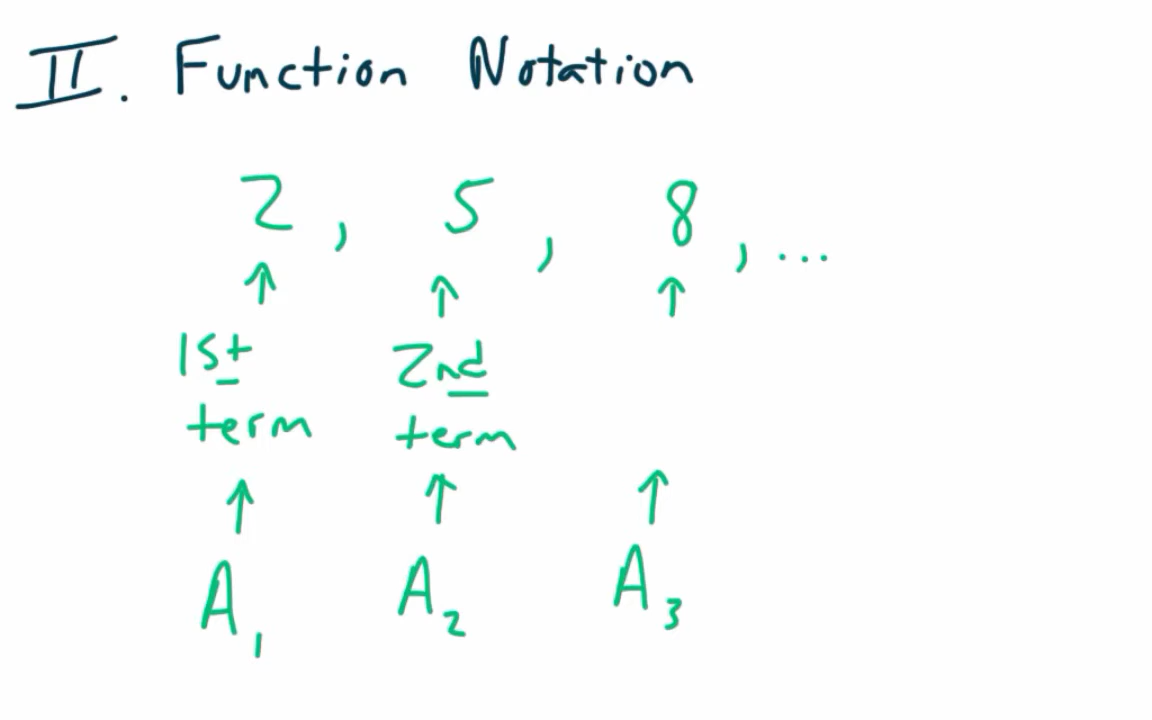 II. Function Notation
2, 5, 8, ...
↑ ↑ ↑
1st 2nd
term term
↑ ↑ ↑
A₁ A₂ A₃